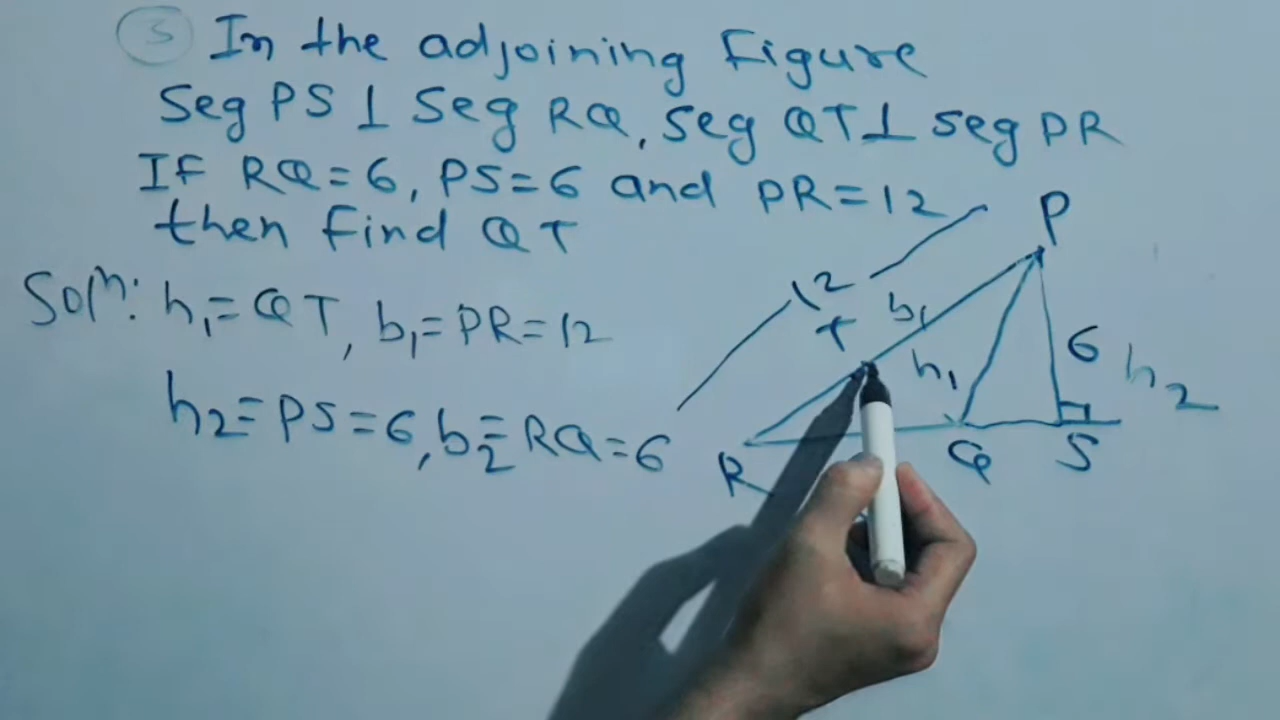 3 In the adjoining Figure
Seg PS ⊥ Seg RQ, Seg QT ⊥ seg PR
IF RQ = 6, PS = 6 and PR = 12
then find QT
Solⁿ: h₁ = QT, b₁ = PR = 12
h₂ = PS = 6, b₂ = RQ = 6
P
12
T
b₁
h₁
6
h₂
R
Q
S